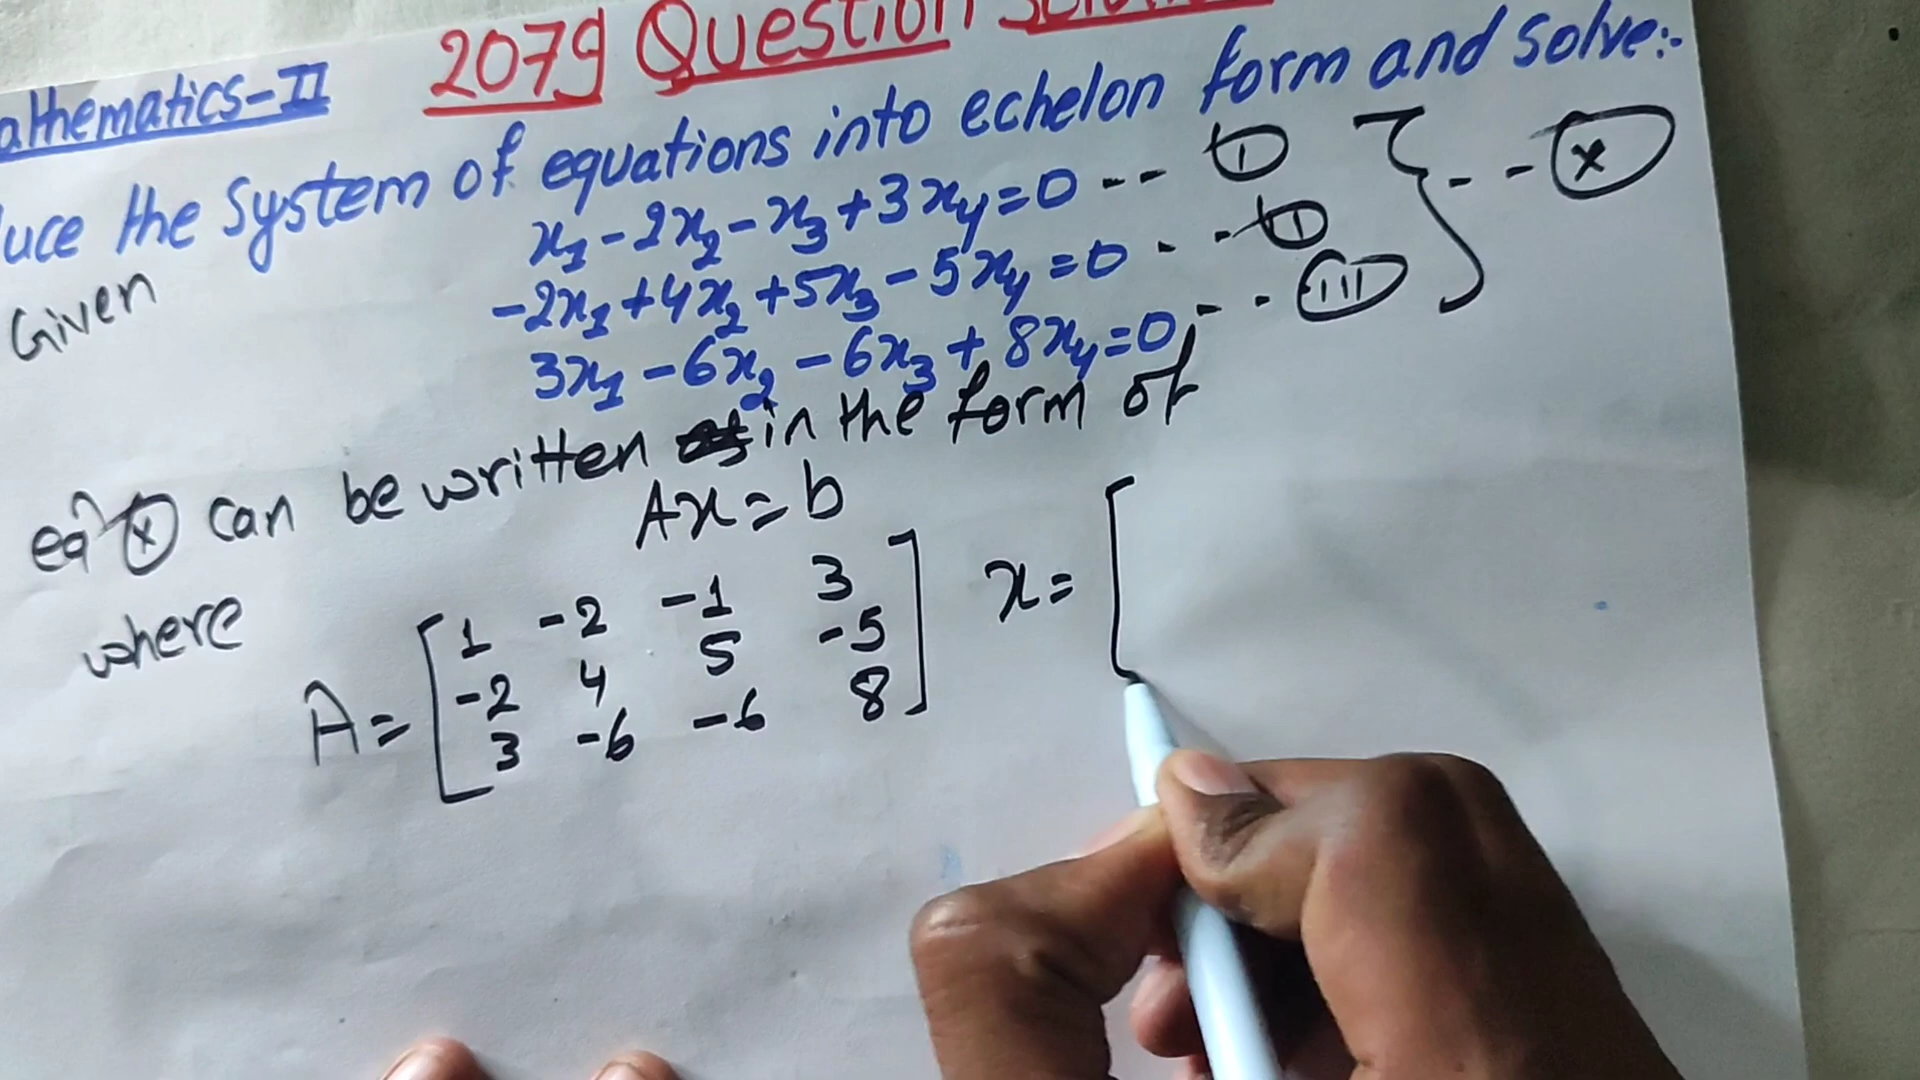 athematics-II 2079 Question
uce the System of equations into echelon form and solve:-
Given
x₁-2x₂-x₃+3x₄=0 --- I
-2x₁+4x₂+5x₃-5x₄=0 --- II
3x₁-6x₂-6x₃+8x₄=0, --- III
} --- x
eqⁿ x can be written in the form of
Ax=b
where
A= [ 1 -2 -1 3
-2 4 5 -5
3 -6 -6 8 ]
x= [